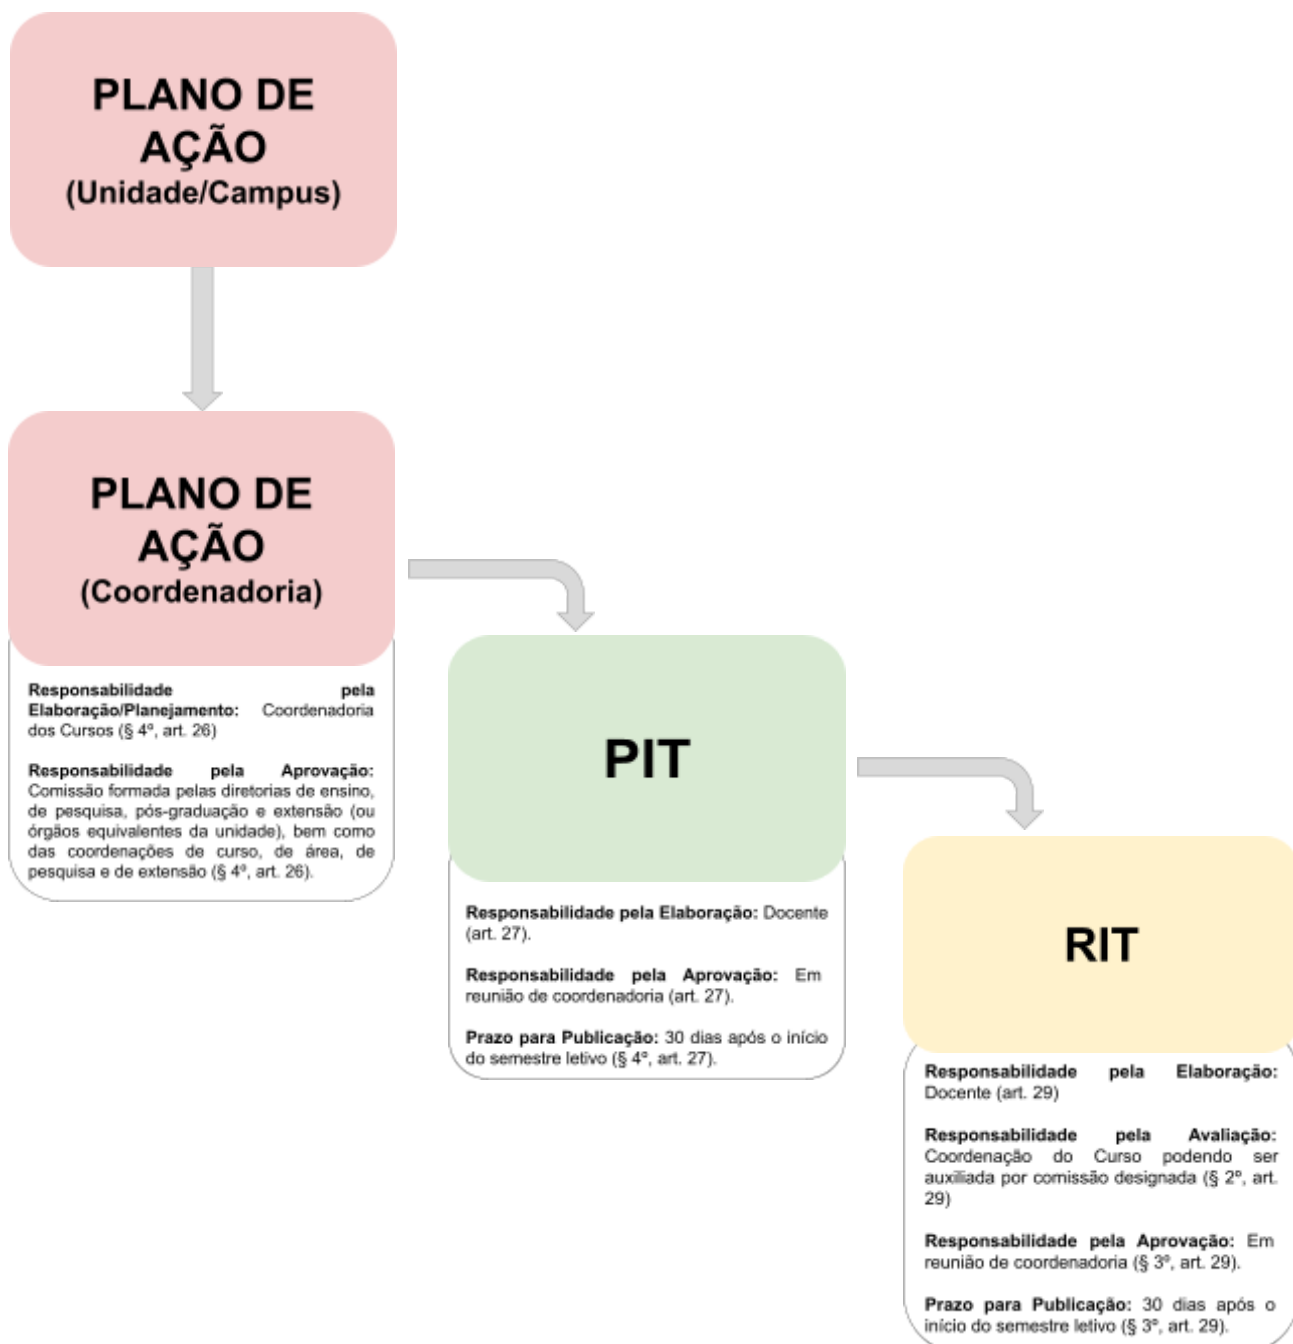 PLANO DE
AÇÃO
(Unidade/Campus)
PLANO DE
AÇÃO
(Coordenadoria)
Responsabilidade pela
Elaboração/Planejamento: Coordenadoria
dos Cursos (§ 4º, art. 26)
Responsabilidade pela Aprovação:
Comissão formada pelas diretorias de ensino,
de pesquisa, pós-graduação e extensão (ou
órgãos equivalentes da unidade), bem como
das coordenações de curso, de área, de
pesquisa e de extensão (§ 4º, art. 26).
PIT
Responsabilidade pela Elaboração: Docente
(art. 27).
Responsabilidade pela Aprovação: Em
reunião de coordenadoria (art. 27).
Prazo para Publicação: 30 dias após o início
do semestre letivo (§ 4º, art. 27).
RIT
Responsabilidade pela Elaboração:
Docente (art. 29)
Responsabilidade pela Avaliação:
Coordenação do Curso podendo ser
auxiliada por comissão designada (§ 2º, art.
29)
Responsabilidade pela Aprovação: Em
reunião de coordenadoria (§ 3º, art. 29).
Prazo para Publicação: 30 dias após o
início do semestre letivo (§ 3º, art. 29).